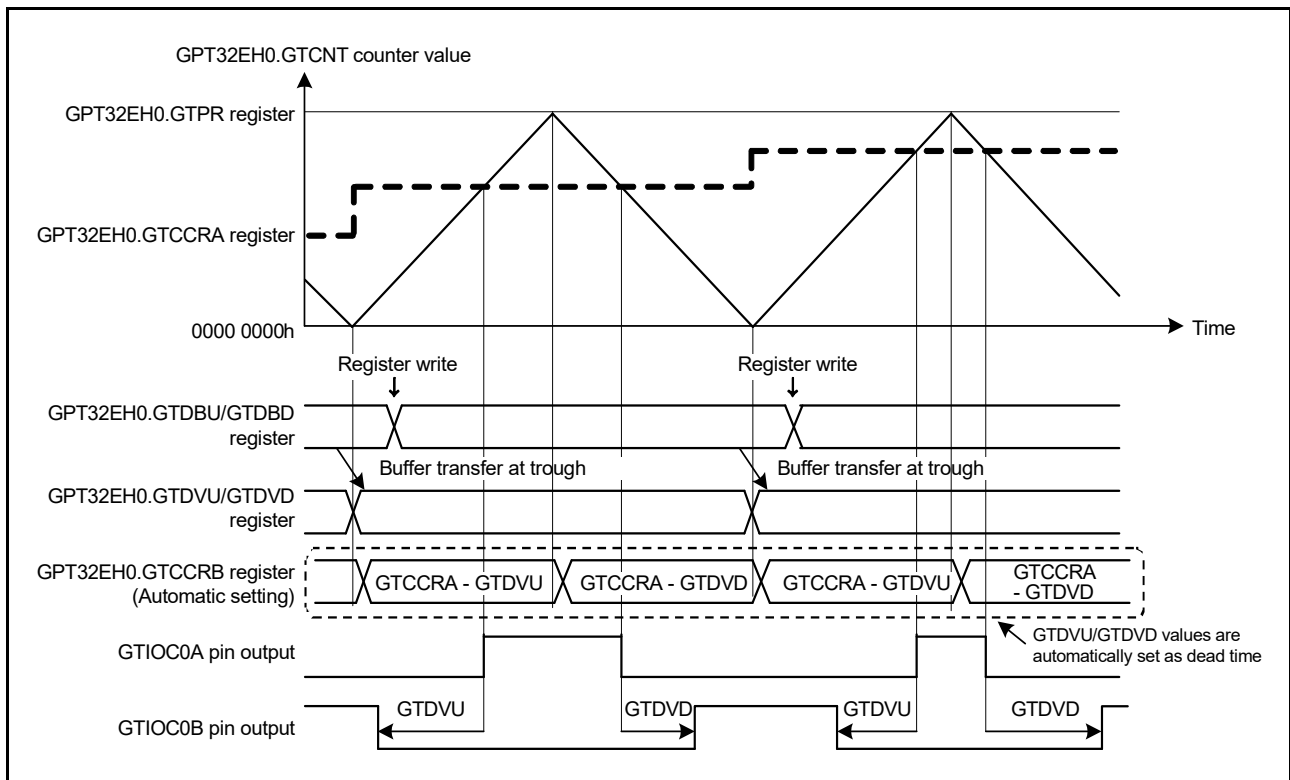 GPT32EH0.GTCNT counter value
GPT32EH0.GTPR register
GPT32EH0.GTCCRA register
0000 0000h
Time
Register write
Register write
GPT32EH0.GTDBU/GTDBD
register
Buffer transfer at trough
Buffer transfer at trough
GPT32EH0.GTDVU/GTDVD
register
GPT32EH0.GTCCRB register
(Automatic setting)
GTCCRA - GTDVU
GTCCRA - GTDVD
GTCCRA - GTDVU
GTCCRA
- GTDVD
GTDVU/GTDVD values are
automatically set as dead time
GTIOC0A pin output
GTDVU
GTDVD
GTDVU
GTDVD
GTIOC0B pin output